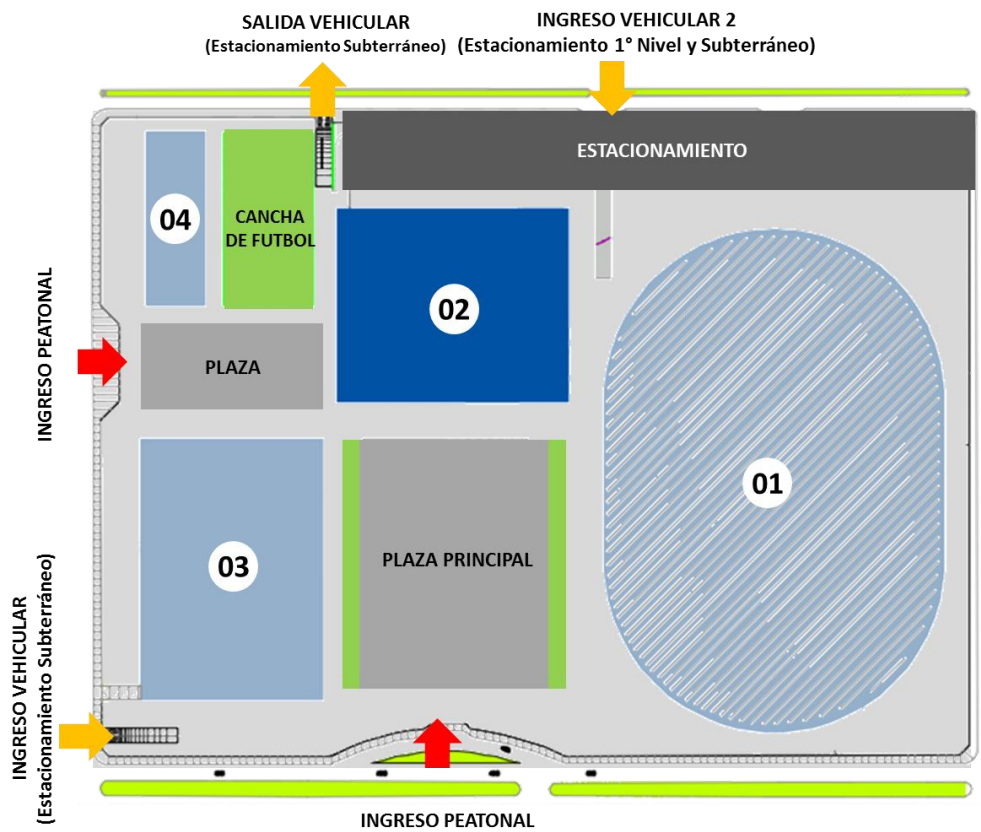 SALIDA VEHICULAR
(Estacionamiento Subterráneo)
INGRESO VEHICULAR 2
(Estacionamiento 1° Nivel y Subterráneo)
ESTACIONAMIENTO
04
CANCHA
DE FUTBOL
02
INGRESO PEATONAL
PLAZA
01
03
PLAZA PRINCIPAL
INGRESO VEHICULAR
(Estacionamiento Subterráneo)
INGRESO PEATONAL